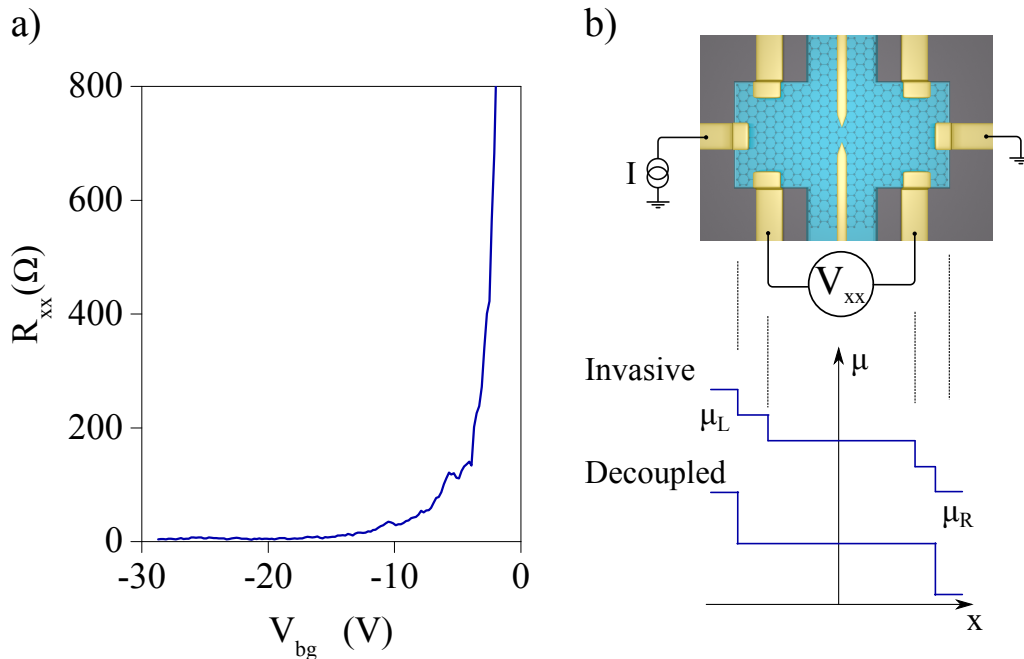 a)
800
600
400
200
0
-30
-20
-10
0
R_xx (Ω)
V_bg (V)
b)
I
V_xx
Invasive
μ
μ_L
Decoupled
μ_R
x